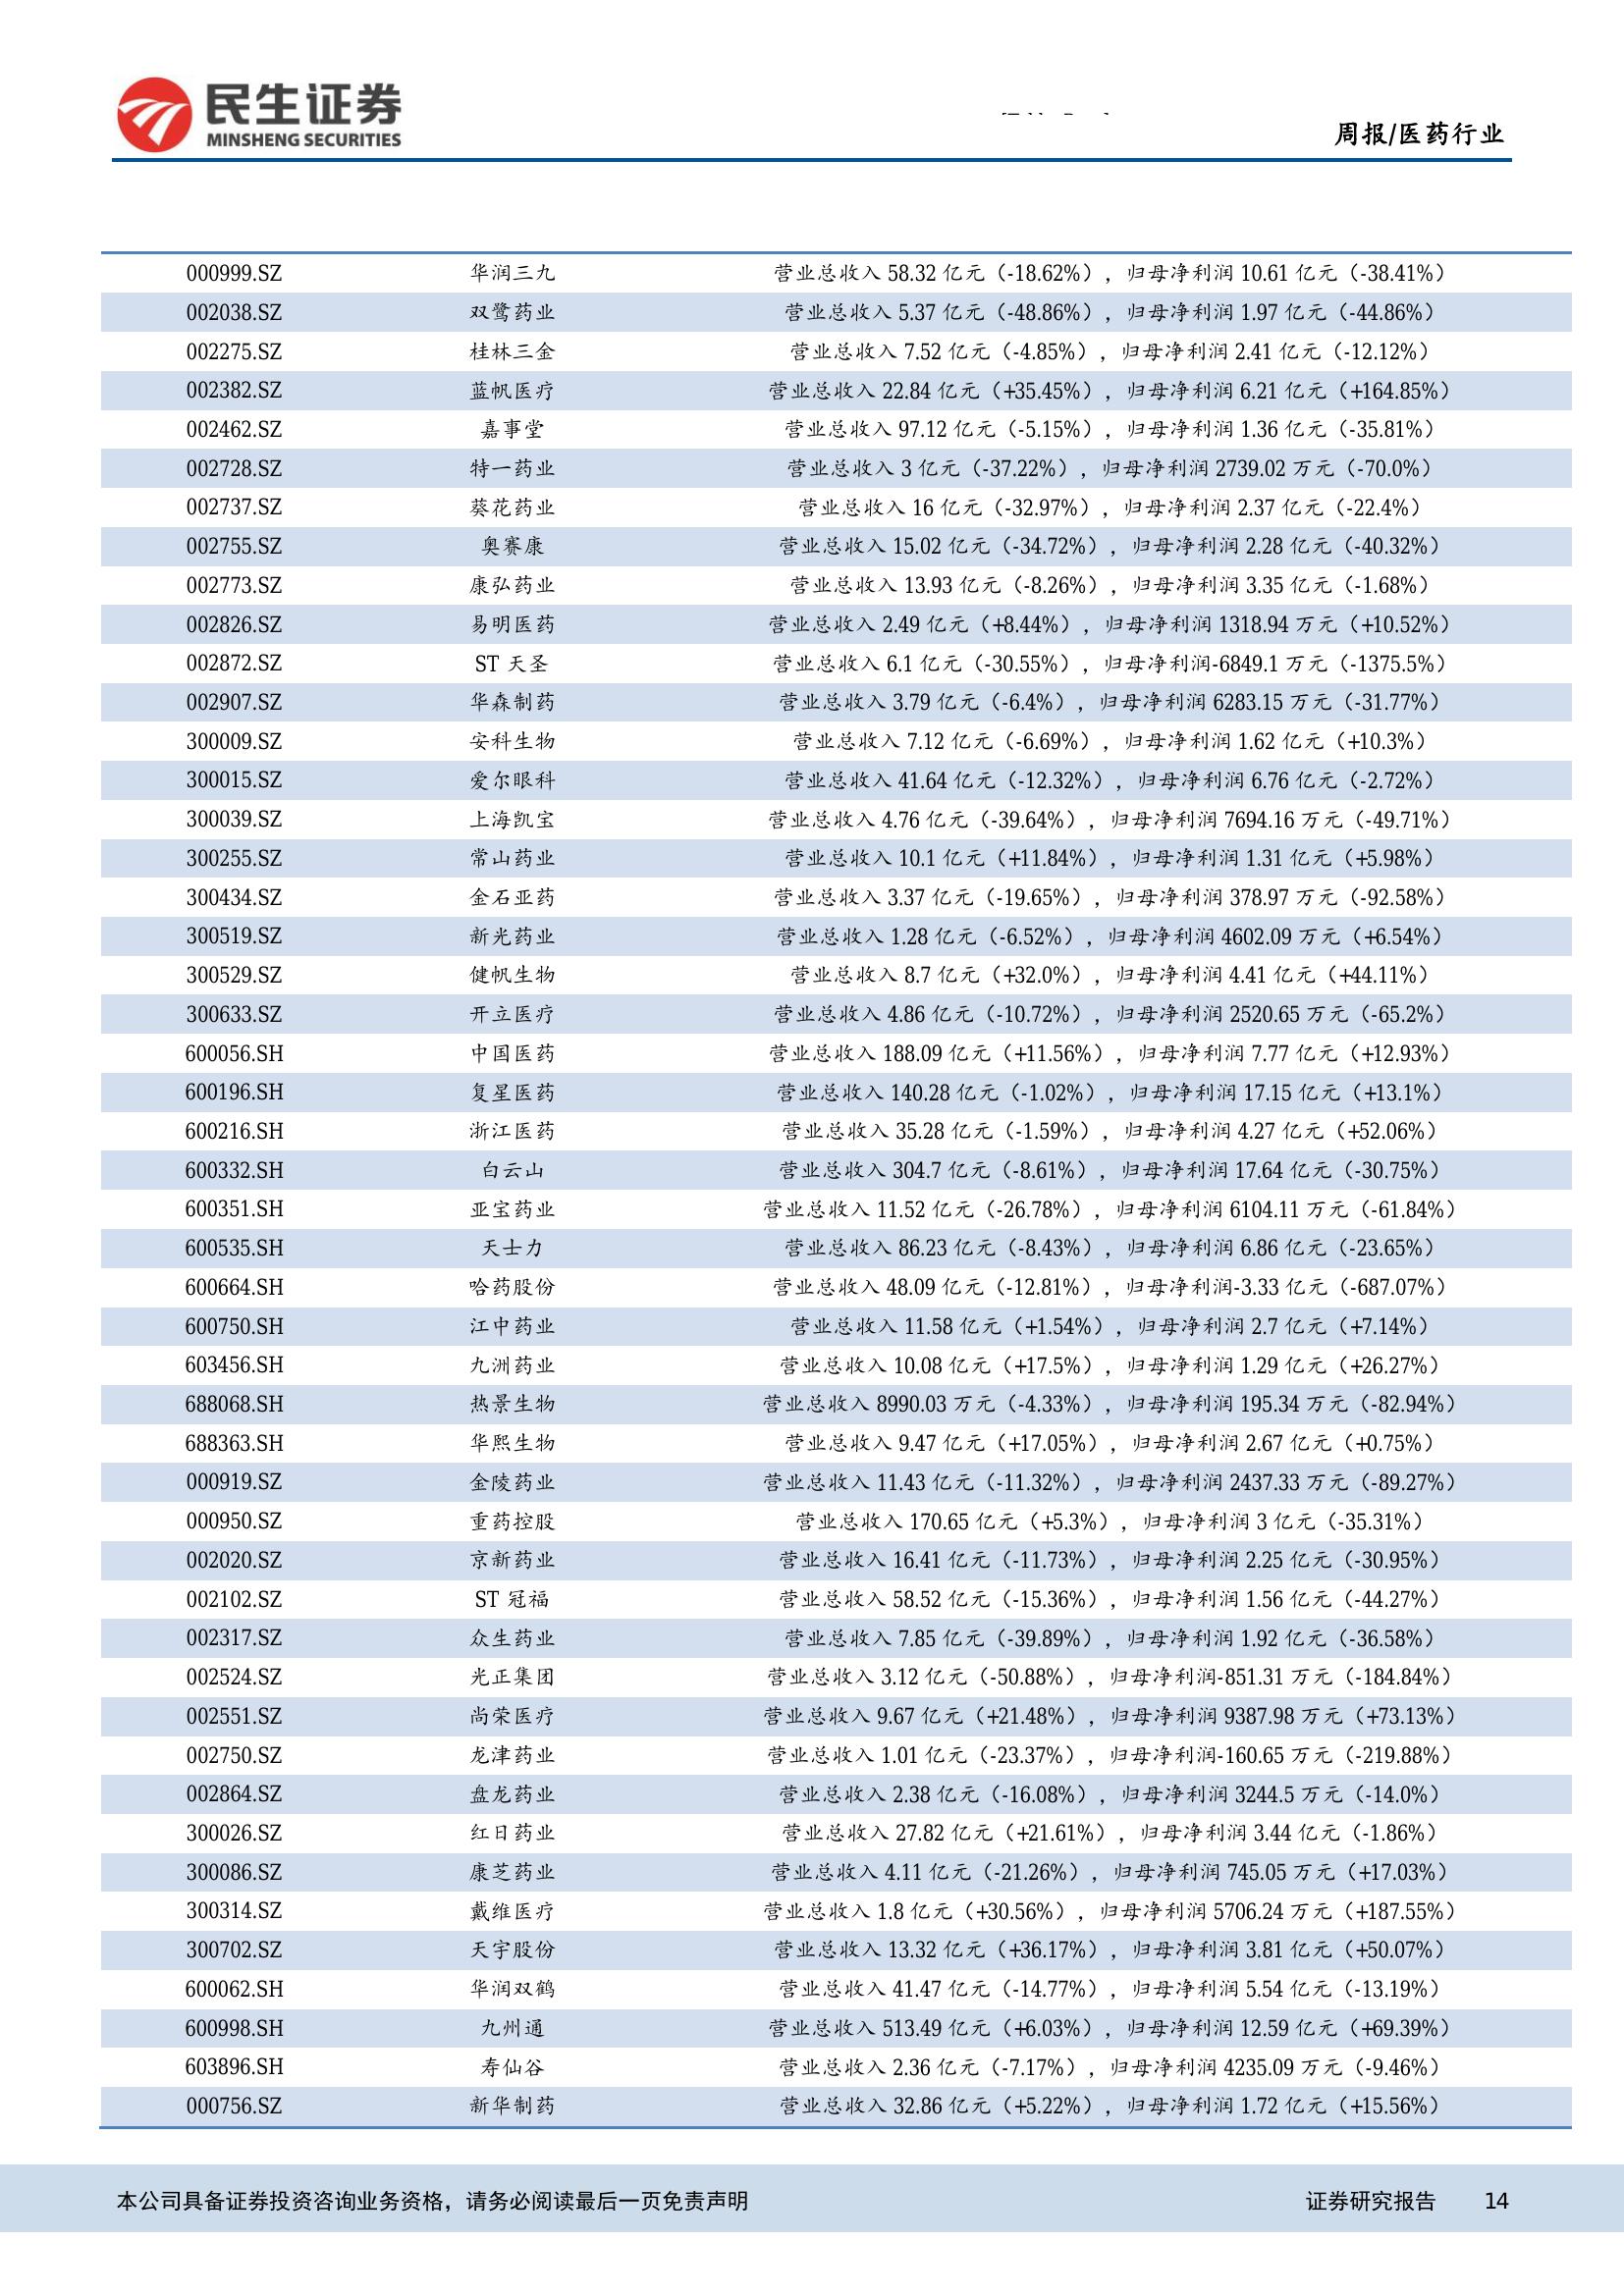 民生证券
MINSHENG SECURITIES
周报/医药行业
000999.SZ 华润三九 营业总收入 58.32 亿元（-18.62%），归母净利润 10.61 亿元（-38.41%）
002038.SZ 双鹭药业 营业总收入 5.37 亿元（-48.86%），归母净利润 1.97 亿元（-44.86%）
002275.SZ 桂林三金 营业总收入 7.52 亿元（-4.85%），归母净利润 2.41 亿元（-12.12%）
002382.SZ 蓝帆医疗 营业总收入 22.84 亿元（+35.45%），归母净利润 6.21 亿元（+164.85%）
002462.SZ 嘉事堂 营业总收入 97.12 亿元（-5.15%），归母净利润 1.36 亿元（-35.81%）
002728.SZ 特一药业 营业总收入 3 亿元（-37.22%），归母净利润 2739.02 万元（-70.0%）
002737.SZ 葵花药业 营业总收入 16 亿元（-32.97%），归母净利润 2.37 亿元（-22.4%）
002755.SZ 奥赛康 营业总收入 15.02 亿元（-34.72%），归母净利润 2.28 亿元（-40.32%）
002773.SZ 康弘药业 营业总收入 13.93 亿元（-8.26%），归母净利润 3.35 亿元（-1.68%）
002826.SZ 易明医药 营业总收入 2.49 亿元（+8.44%），归母净利润 1318.94 万元（+10.52%）
002872.SZ ST 天圣 营业总收入 6.1 亿元（-30.55%），归母净利润-6849.1 万元（-1375.5%）
002907.SZ 华森制药 营业总收入 3.79 亿元（-6.4%），归母净利润 6283.15 万元（-31.77%）
300009.SZ 安科生物 营业总收入 7.12 亿元（-6.69%），归母净利润 1.62 亿元（+10.3%）
300015.SZ 爱尔眼科 营业总收入 41.64 亿元（-12.32%），归母净利润 6.76 亿元（-2.72%）
300039.SZ 上海凯宝 营业总收入 4.76 亿元（-39.64%），归母净利润 7694.16 万元（-49.71%）
300255.SZ 常山药业 营业总收入 10.1 亿元（+11.84%），归母净利润 1.31 亿元（+5.98%）
300434.SZ 金石亚药 营业总收入 3.37 亿元（-19.65%），归母净利润 378.97 万元（-92.58%）
300519.SZ 新光药业 营业总收入 1.28 亿元（-6.52%），归母净利润 4602.09 万元（+6.54%）
300529.SZ 健帆生物 营业总收入 8.7 亿元（+32.0%），归母净利润 4.41 亿元（+44.11%）
300633.SZ 开立医疗 营业总收入 4.86 亿元（-10.72%），归母净利润 2520.65 万元（-65.2%）
600056.SH 中国医药 营业总收入 188.09 亿元（+11.56%），归母净利润 7.77 亿元（+12.93%）
600196.SH 复星医药 营业总收入 140.28 亿元（-1.02%），归母净利润 17.15 亿元（+13.1%）
600216.SH 浙江医药 营业总收入 35.28 亿元（-1.59%），归母净利润 4.27 亿元（+52.06%）
600332.SH 白云山 营业总收入 304.7 亿元（-8.61%），归母净利润 17.64 亿元（-30.75%）
600351.SH 亚宝药业 营业总收入 11.52 亿元（-26.78%），归母净利润 6104.11 万元（-61.84%）
600535.SH 天士力 营业总收入 86.23 亿元（-8.43%），归母净利润 6.86 亿元（-23.65%）
600664.SH 哈药股份 营业总收入 48.09 亿元（-12.81%），归母净利润-3.33 亿元（-687.07%）
600750.SH 江中药业 营业总收入 11.58 亿元（+1.54%），归母净利润 2.7 亿元（+7.14%）
603456.SH 九洲药业 营业总收入 10.08 亿元（+17.5%），归母净利润 1.29 亿元（+26.27%）
688068.SH 热景生物 营业总收入 8990.03 万元（-4.33%），归母净利润 195.34 万元（-82.94%）
688363.SH 华熙生物 营业总收入 9.47 亿元（+17.05%），归母净利润 2.67 亿元（+0.75%）
000919.SZ 金陵药业 营业总收入 11.43 亿元（-11.32%），归母净利润 2437.33 万元（-89.27%）
000950.SZ 重药控股 营业总收入 170.65 亿元（+5.3%），归母净利润 3 亿元（-35.31%）
002020.SZ 京新药业 营业总收入 16.41 亿元（-11.73%），归母净利润 2.25 亿元（-30.95%）
002102.SZ ST 冠福 营业总收入 58.52 亿元（-15.36%），归母净利润 1.56 亿元（-44.27%）
002317.SZ 众生药业 营业总收入 7.85 亿元（-39.89%），归母净利润 1.92 亿元（-36.58%）
002524.SZ 光正集团 营业总收入 3.12 亿元（-50.88%），归母净利润-851.31 万元（-184.84%）
002551.SZ 尚荣医疗 营业总收入 9.67 亿元（+21.48%），归母净利润 9387.98 万元（+73.13%）
002750.SZ 龙津药业 营业总收入 1.01 亿元（-23.37%），归母净利润-160.65 万元（-219.88%）
002864.SZ 盘龙药业 营业总收入 2.38 亿元（-16.08%），归母净利润 3244.5 万元（-14.0%）
300026.SZ 红日药业 营业总收入 27.82 亿元（+21.61%），归母净利润 3.44 亿元（-1.86%）
300086.SZ 康芝药业 营业总收入 4.11 亿元（-21.26%），归母净利润 745.05 万元（+17.03%）
300314.SZ 戴维医疗 营业总收入 1.8 亿元（+30.56%），归母净利润 5706.24 万元（+187.55%）
300702.SZ 天宇股份 营业总收入 13.32 亿元（+36.17%），归母净利润 3.81 亿元（+50.07%）
600062.SH 华润双鹤 营业总收入 41.47 亿元（-14.77%），归母净利润 5.54 亿元（-13.19%）
600998.SH 九州通 营业总收入 513.49 亿元（+6.03%），归母净利润 12.59 亿元（+69.39%）
603896.SH 寿仙谷 营业总收入 2.36 亿元（-7.17%），归母净利润 4235.09 万元（-9.46%）
000756.SZ 新华制药 营业总收入 32.86 亿元（+5.22%），归母净利润 1.72 亿元（+15.56%）
本公司具备证券投资咨询业务资格，请务必阅读最后一页免责声明 证券研究报告 14